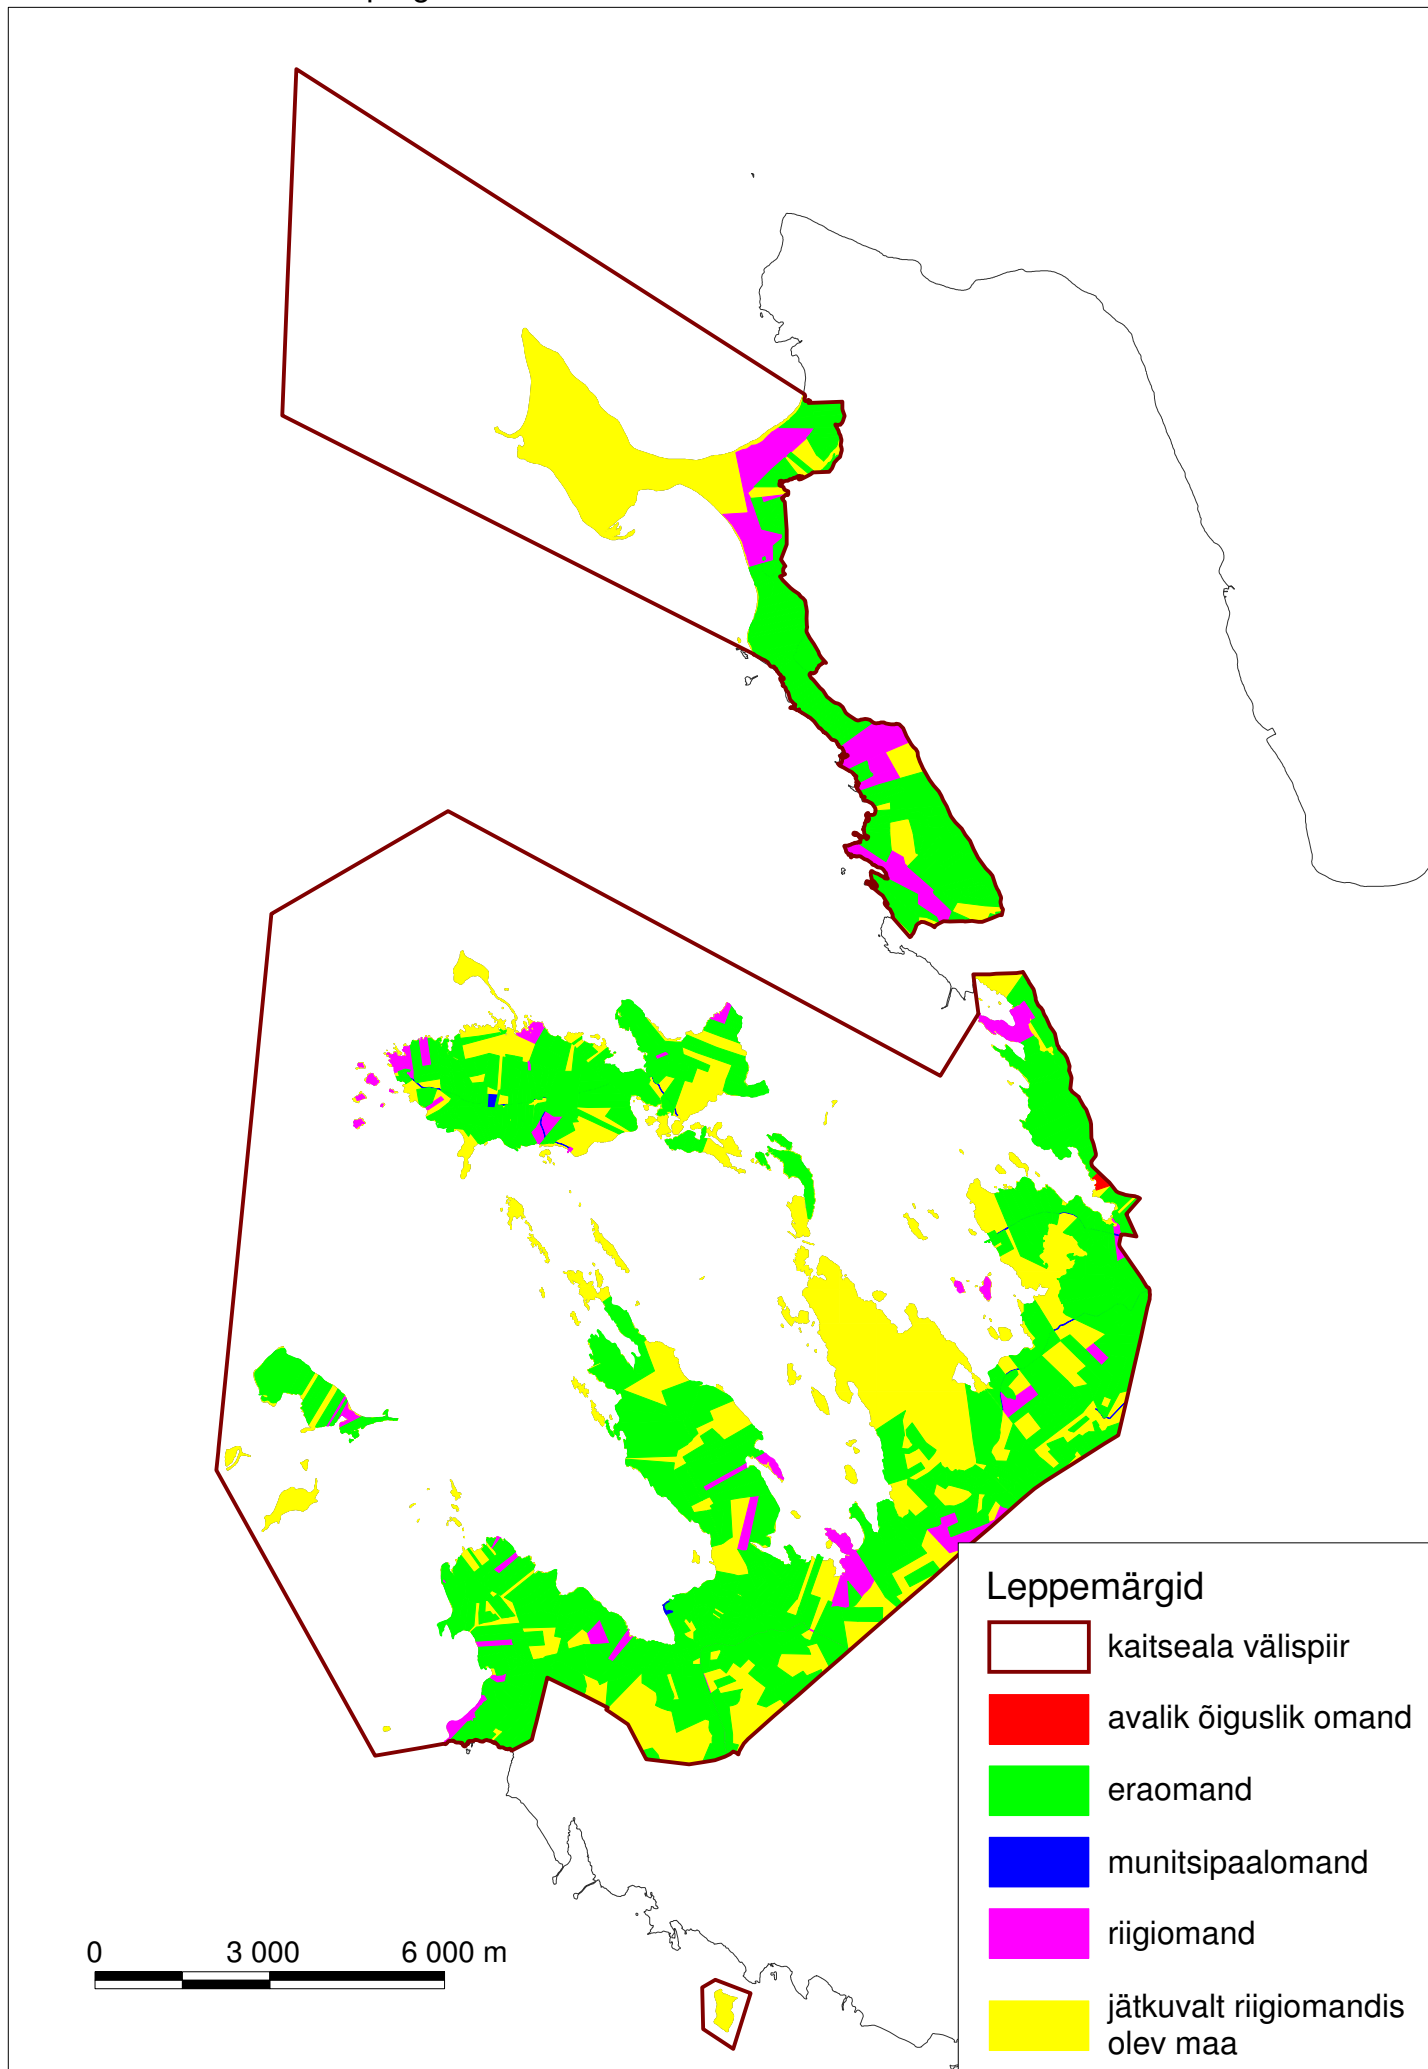 Leppemärgid
kaitseala välispiir
avalik õiguslik omand
eraomand
munitsipaalomand
riigiomand
jätkuvalt riigiomandis
olev maa
0 3 000 6 000 m